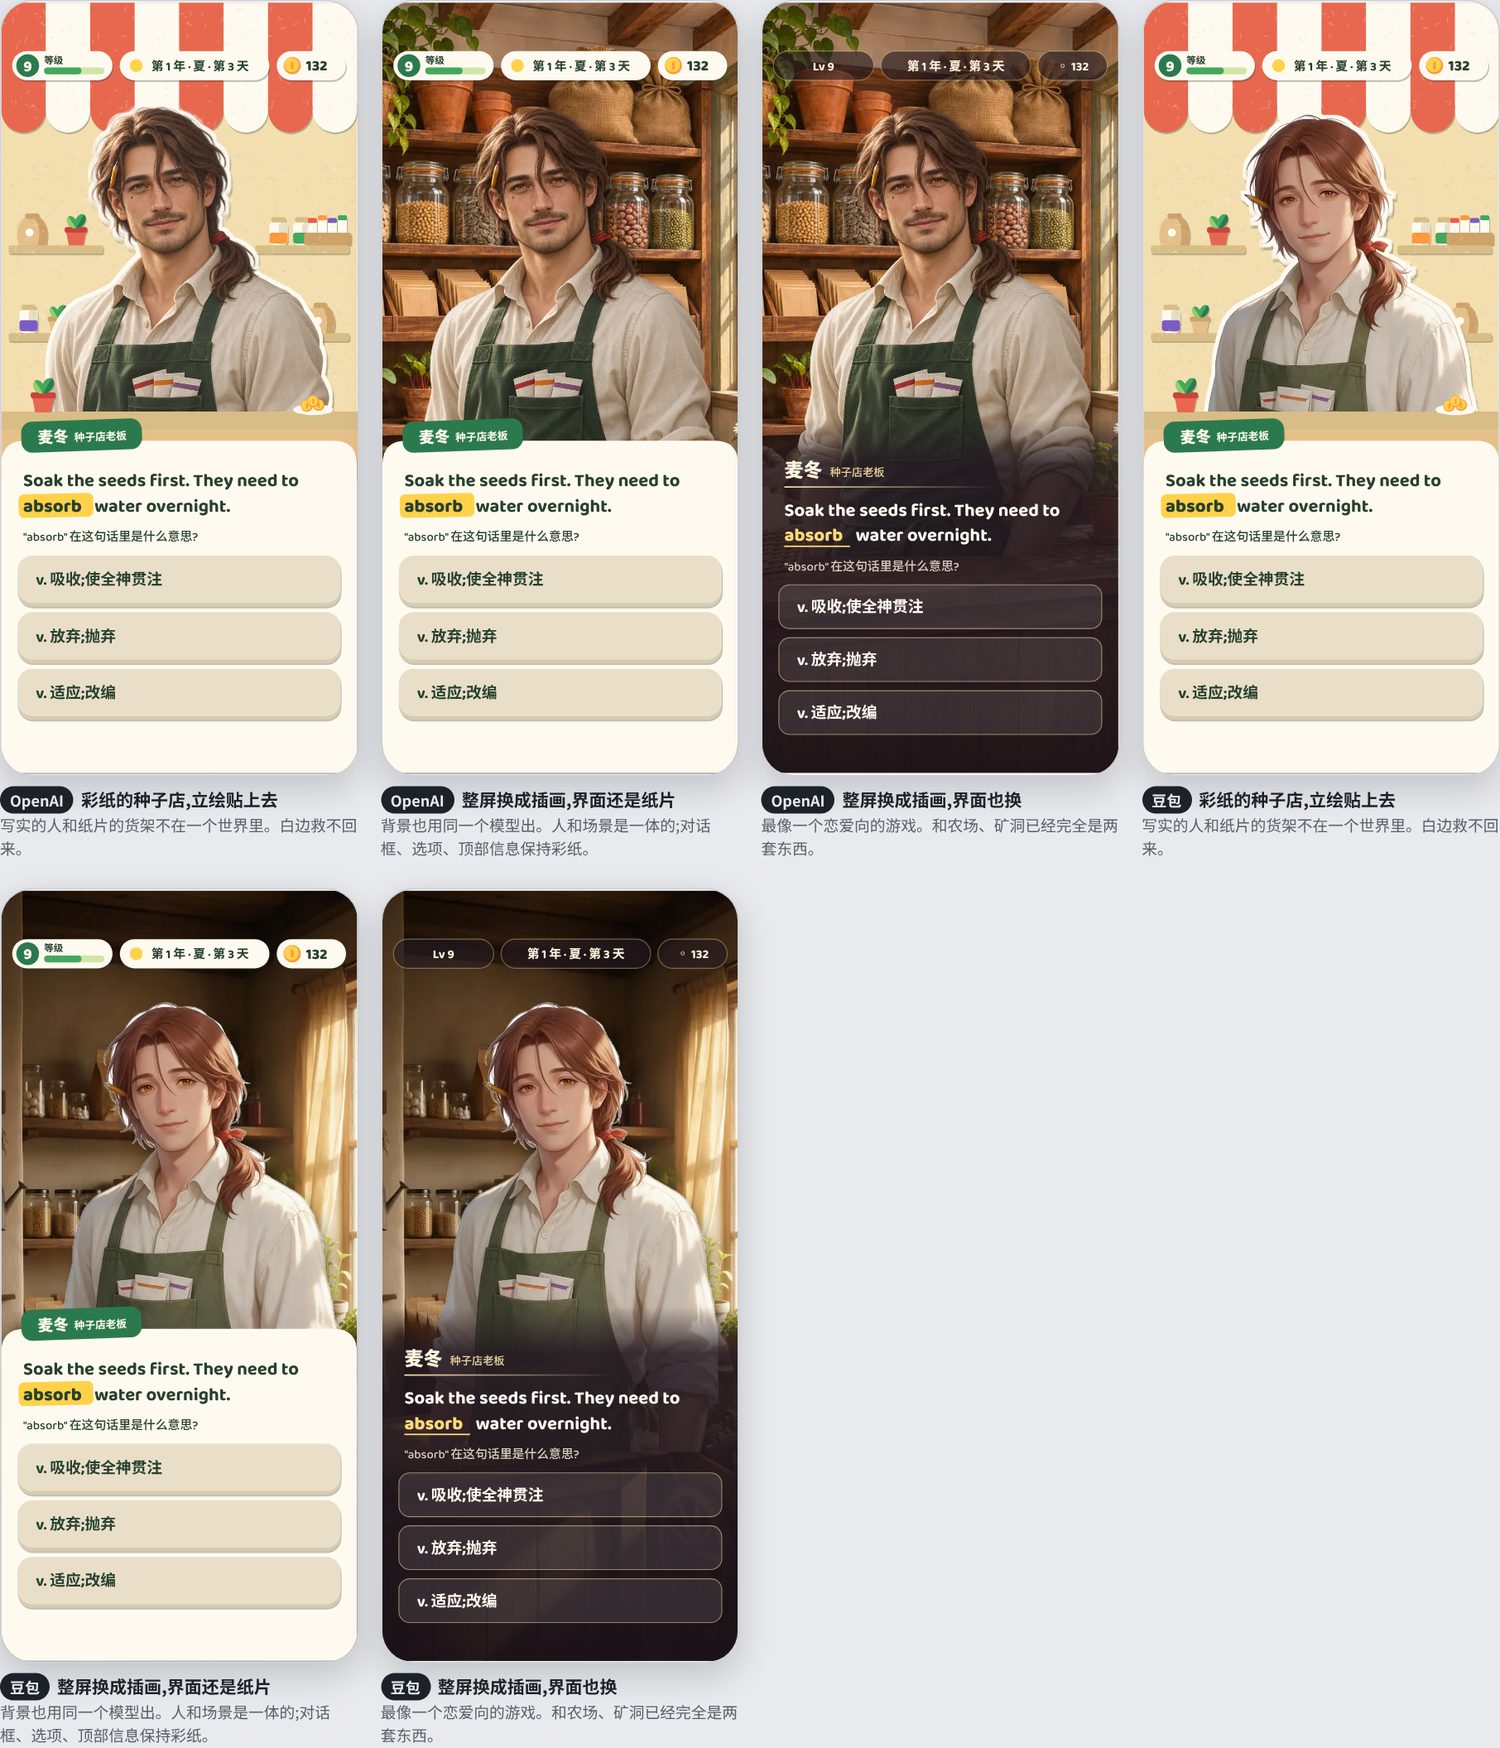 9 等级
第1年·夏·第3天
132
麦冬 种子店老板
Soak the seeds first. They need to
absorb water overnight.
"absorb"在这句话里是什么意思?
v. 吸收;使全神贯注
v. 放弃;抛弃
v. 适应;改编
OpenAI 彩纸的种子店,立绘贴上去
写实的人和纸片的货架不在一个世界里。白边救不回
来。
9 等级
第1年·夏·第3天
132
麦冬 种子店老板
Soak the seeds first. They need to
absorb water overnight.
"absorb"在这句话里是什么意思?
v. 吸收;使全神贯注
v. 放弃;抛弃
v. 适应;改编
OpenAI 整屏换成插画,界面还是纸片
背景也用同一个模型出。人和场景是一体的;对话
框、选项、顶部信息保持彩纸。
Lv 9
第1年·夏·第3天
132
麦冬 种子店老板
Soak the seeds first. They need to
absorb water overnight.
"absorb"在这句话里是什么意思?
v. 吸收;使全神贯注
v. 放弃;抛弃
v. 适应;改编
OpenAI 整屏换成插画,界面也换
最像一个恋爱向的游戏。和农场、矿洞已经完全是两
套东西。
9 等级
第1年·夏·第3天
132
麦冬 种子店老板
Soak the seeds first. They need to
absorb water overnight.
"absorb"在这句话里是什么意思?
v. 吸收;使全神贯注
v. 放弃;抛弃
v. 适应;改编
豆包 彩纸的种子店,立绘贴上去
写实的人和纸片的货架不在一个世界里。白边救不回
来。
9 等级
第1年·夏·第3天
132
麦冬 种子店老板
Soak the seeds first. They need to
absorb water overnight.
"absorb"在这句话里是什么意思?
v. 吸收;使全神贯注
v. 放弃;抛弃
v. 适应;改编
豆包 整屏换成插画,界面还是纸片
背景也用同一个模型出。人和场景是一体的;对话
框、选项、顶部信息保持彩纸。
Lv 9
第1年·夏·第3天
132
麦冬 种子店老板
Soak the seeds first. They need to
absorb water overnight.
"absorb"在这句话里是什么意思?
v. 吸收;使全神贯注
v. 放弃;抛弃
v. 适应;改编
豆包 整屏换成插画,界面也换
最像一个恋爱向的游戏。和农场、矿洞已经完全是两
套东西。